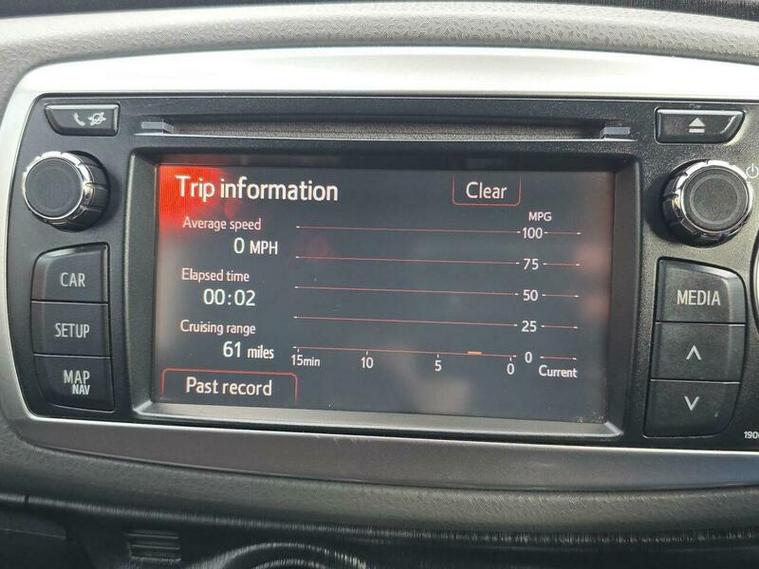 Trip information
Clear
Average speed
0 MPH
Elapsed time
00:02
Cruising range
61 miles
MPG
100
75
50
25
0
15min 10 5 0 Current
Past record
CAR
SETUP
MAP
NAV
MEDIA